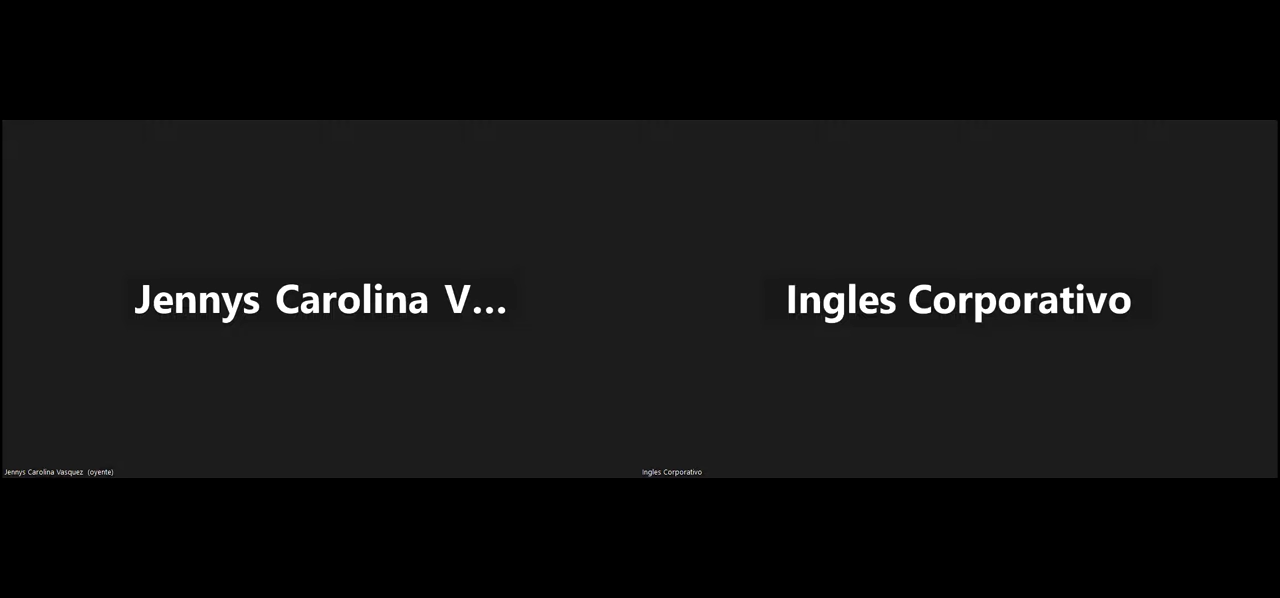 Jennys Carolina V...
Ingles Corporativo
Jennys Carolina Vasquez (oyente)
Ingles Corporativo